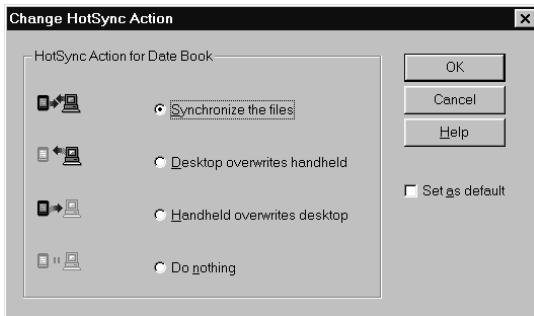 Change HotSync Action
HotSync Action for Date Book
Synchronize the files
Desktop overwrites handheld
Handheld overwrites desktop
Do nothing
OK
Cancel
Help
Set as default